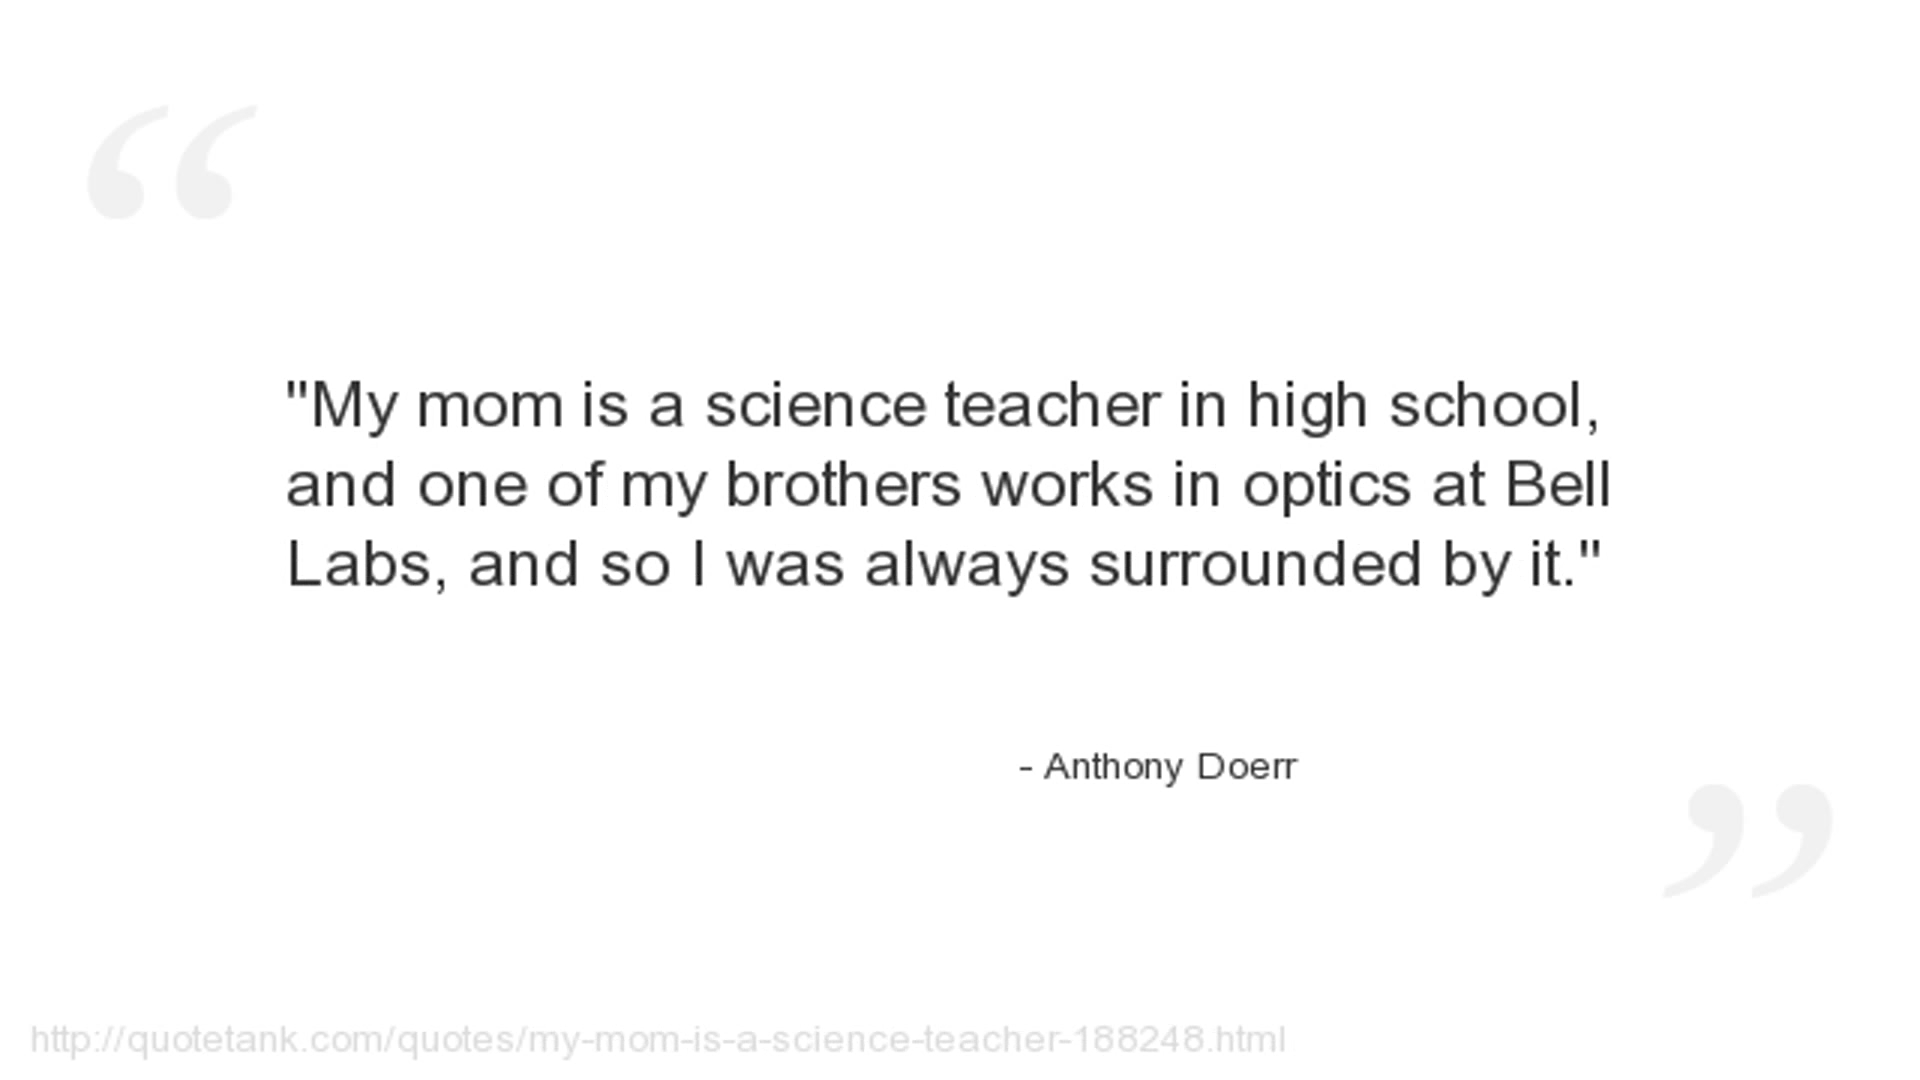 "My mom is a science teacher in high school,
and one of my brothers works in optics at Bell
Labs, and so I was always surrounded by it."
- Anthony Doerr
http://quotetank.com/quotes/my-mom-is-a-science-teacher-188248.html